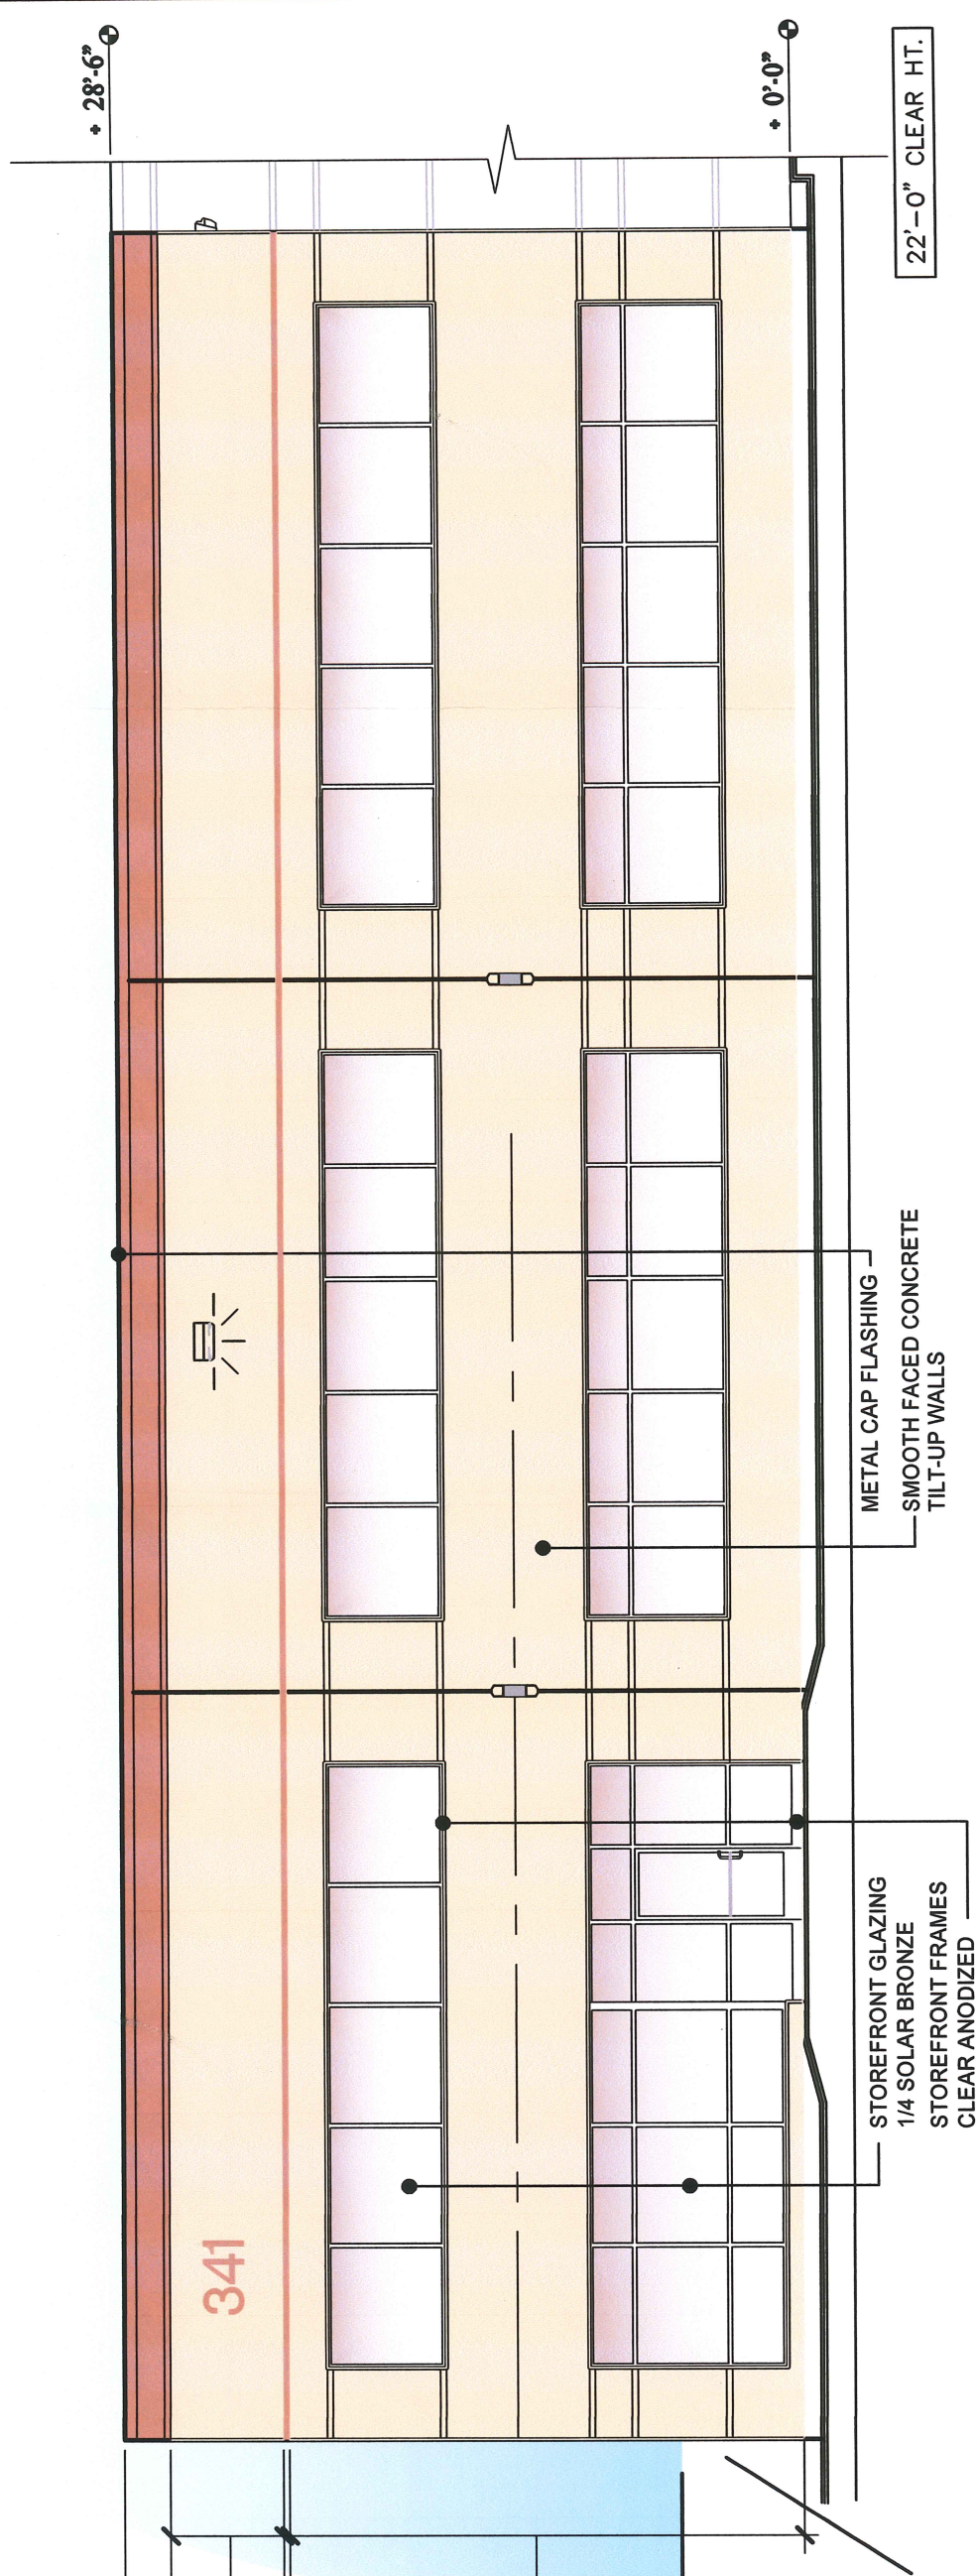 + 28'-6"
+ 0'-0"
22'-0" CLEAR HT.
341
METAL CAP FLASHING
SMOOTH FACED CONCRETE
TILT-UP WALLS
STOREFRONT GLAZING
1/4 SOLAR BRONZE
STOREFRONT FRAMES
CLEAR ANODIZED